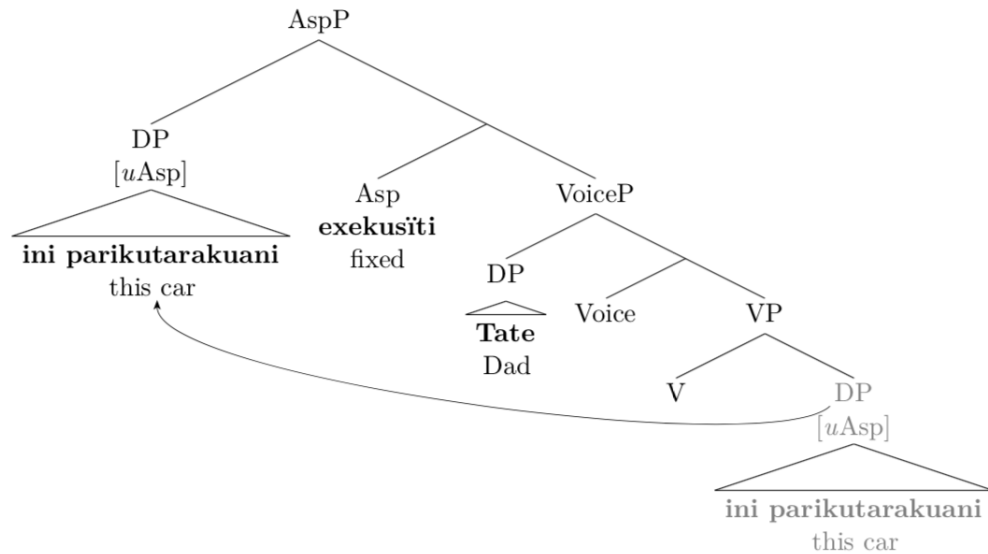 AspP
DP
[uAsp]
ini parikutarakuani
this car
Asp
exekusïti
fixed
VoiceP
DP
Tate
Dad
Voice
VP
V
DP
[uAsp]
ini parikutarakuani
this car